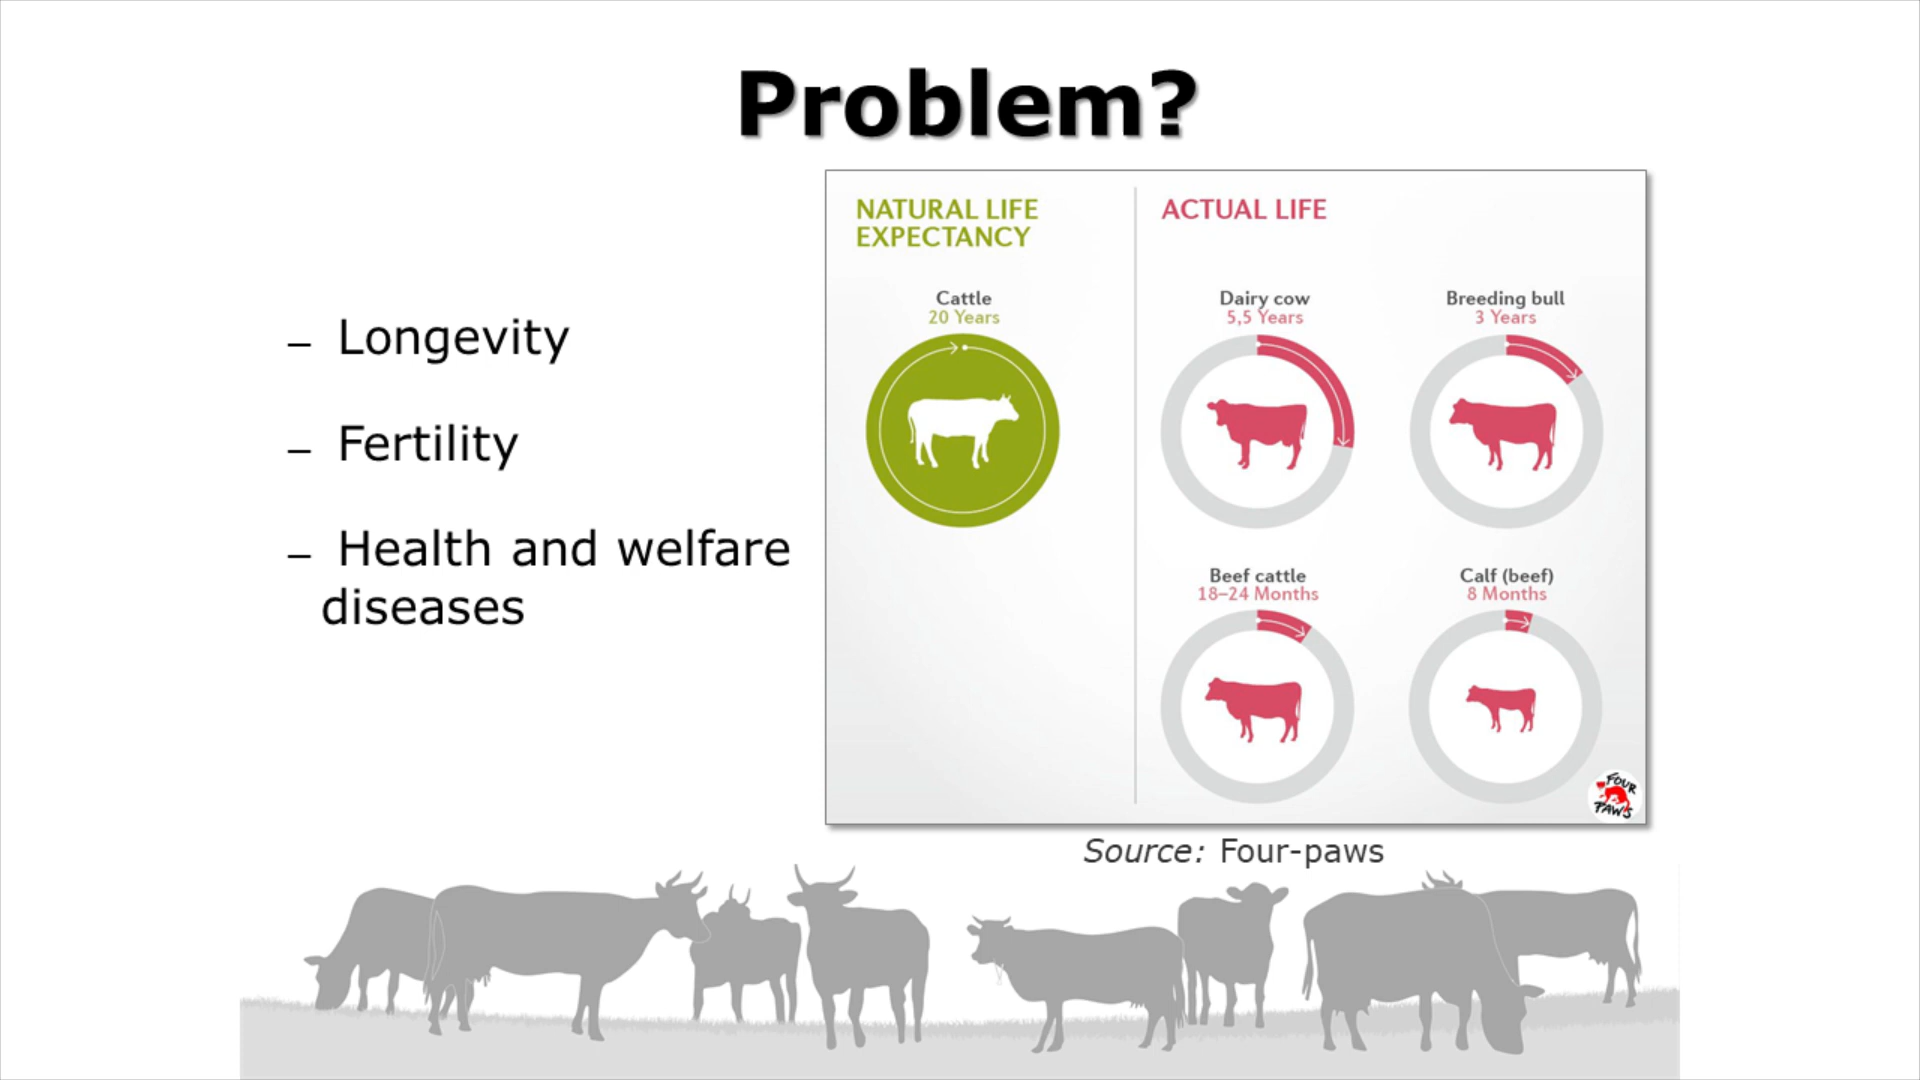 Problem?
– Longevity
– Fertility
– Health and welfare
diseases
NATURAL LIFE
EXPECTANCY
Cattle
20 Years
ACTUAL LIFE
Dairy cow
5,5 Years
Breeding bull
3 Years
Beef cattle
18–24 Months
Calf (beef)
8 Months
FOUR
PAWS
Source: Four-paws